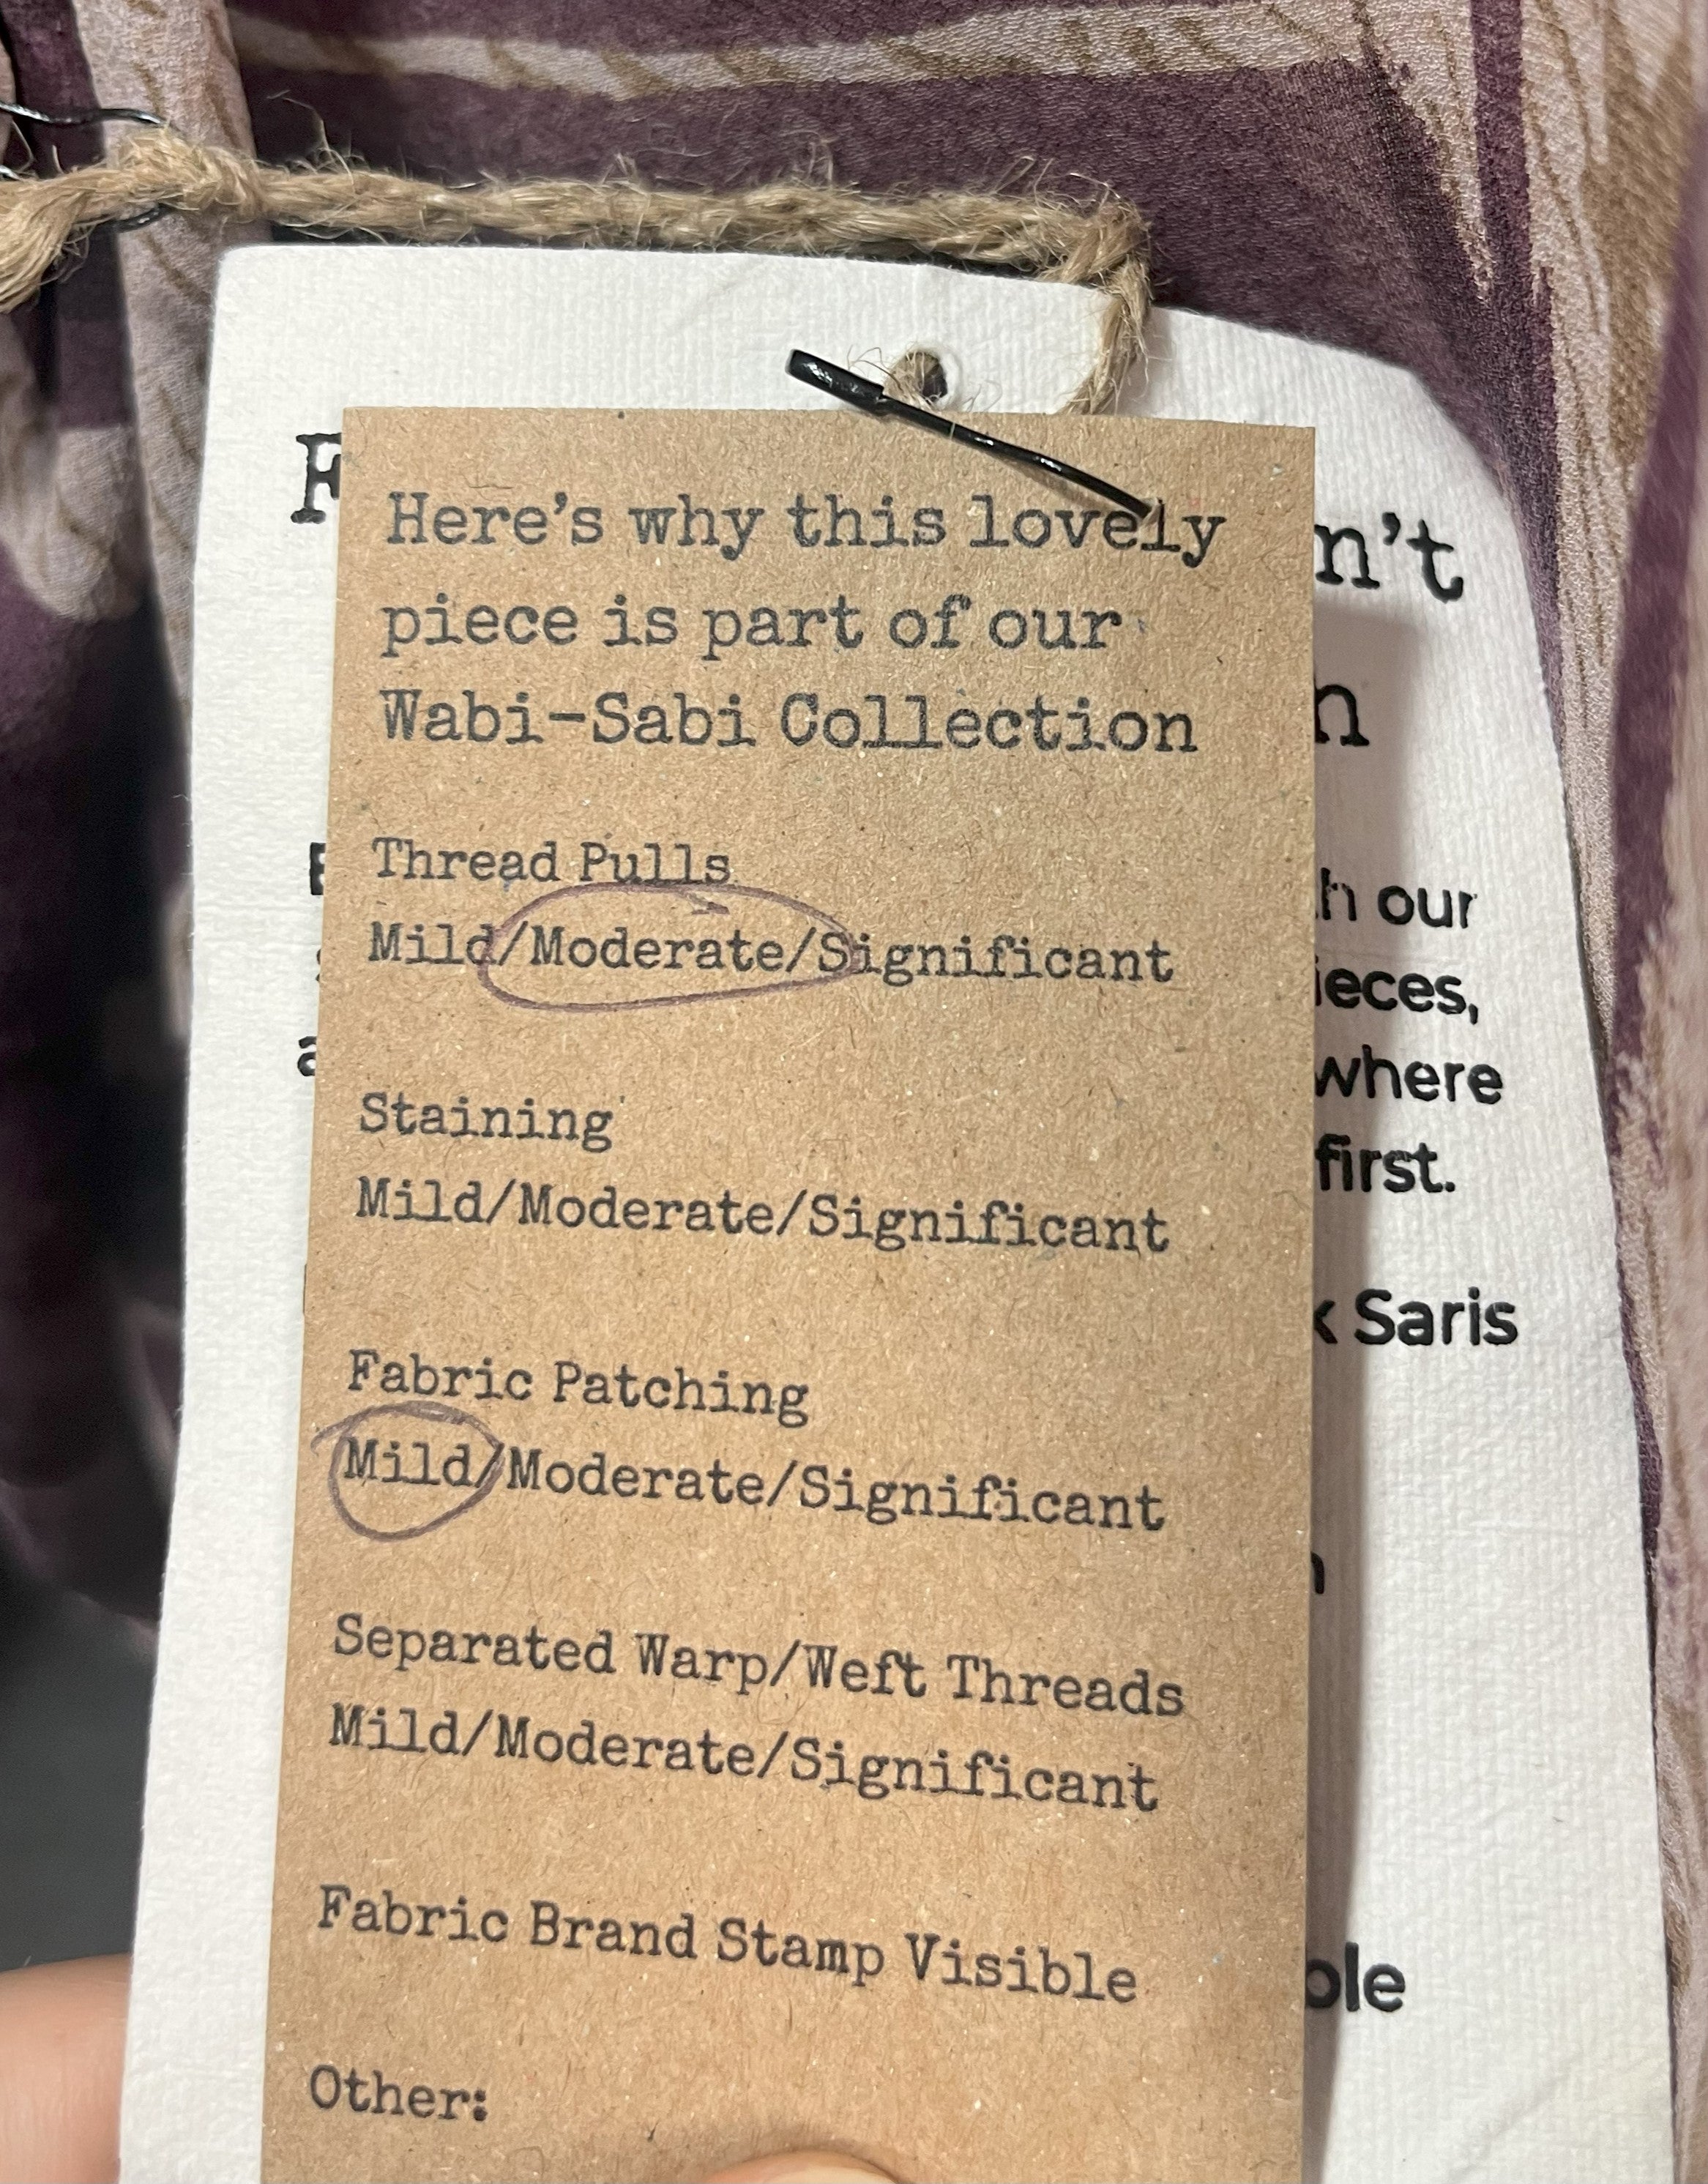 Here's why this lovely
piece is part of our
Wabi-Sabi Collection
Thread Pulls
Mild/Moderate/Significant
Staining
Mild/Moderate/Significant
Fabric Patching
Mild/Moderate/Significant
Separated Warp/Weft Threads
Mild/Moderate/Significant
Fabric Brand Stamp Visible
Other:
n't
n
h our
ieces,
where
first.
Saris